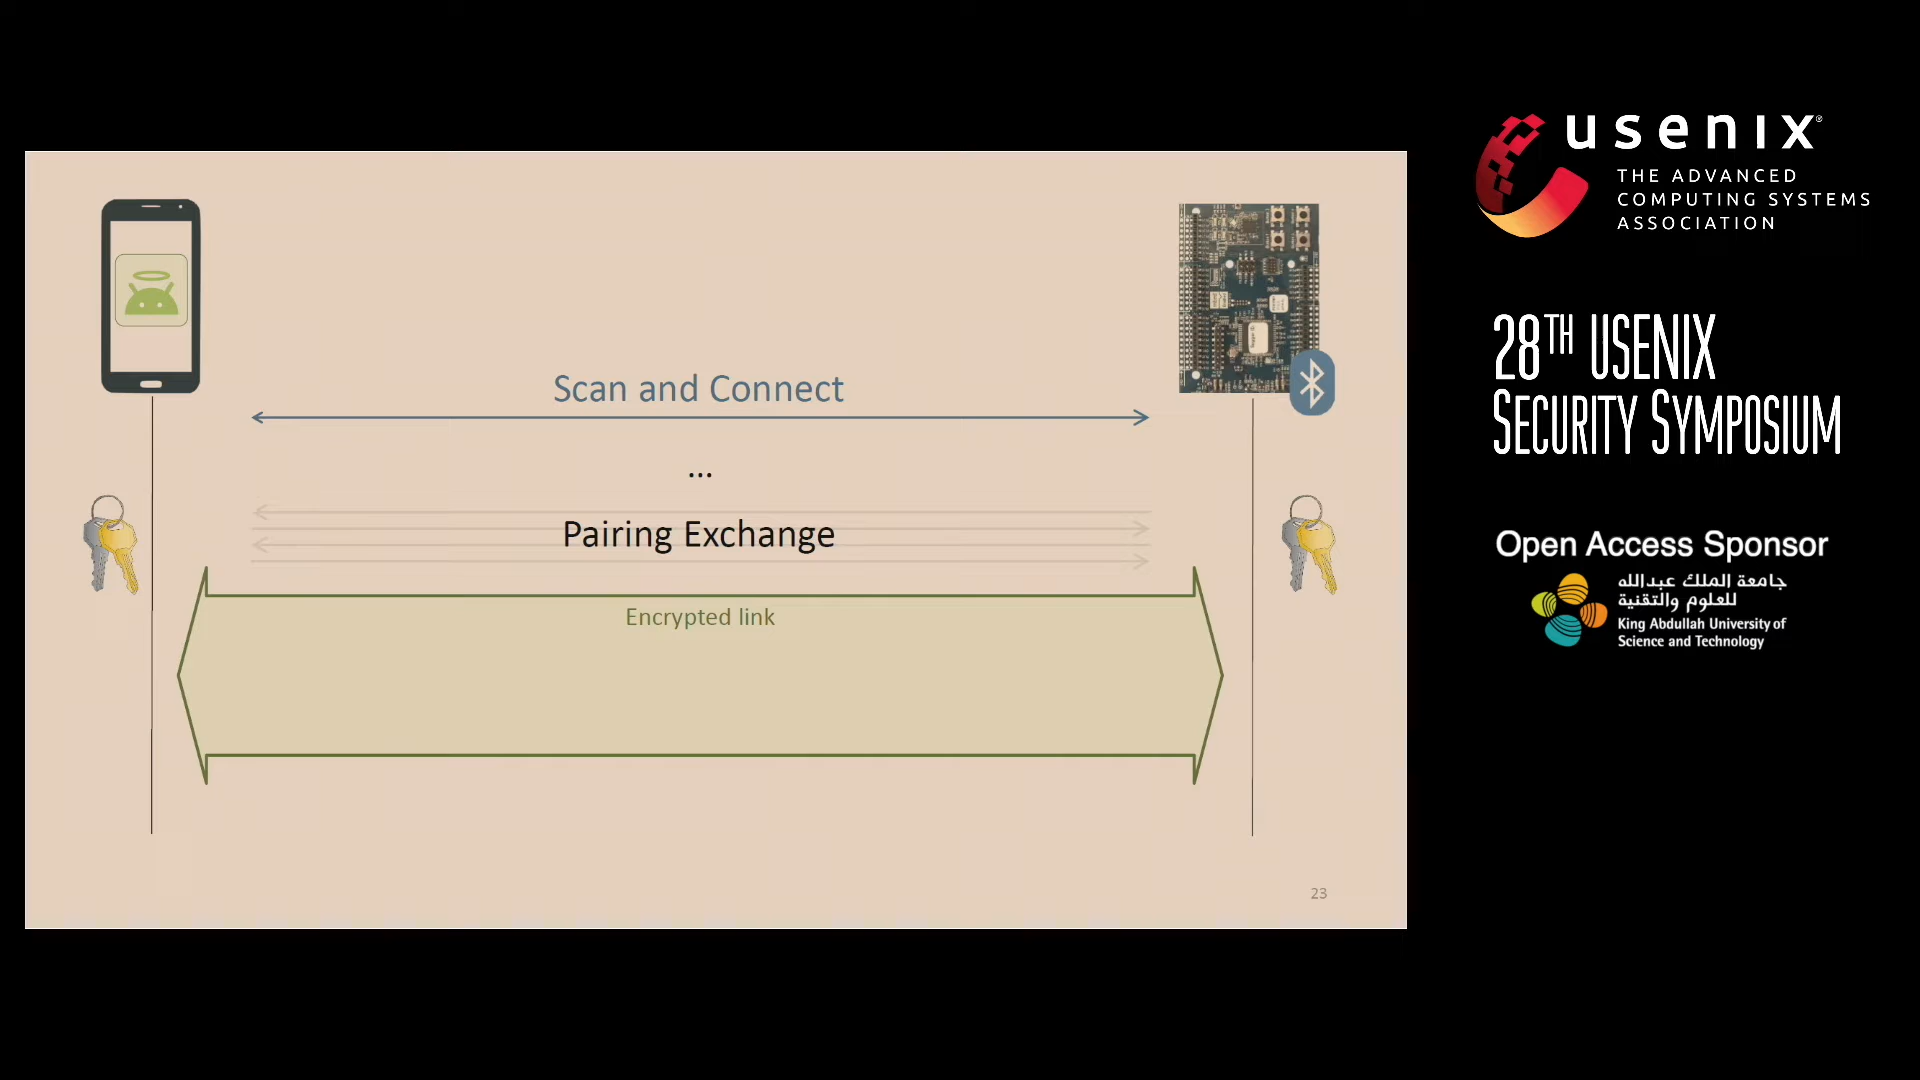 Scan and Connect
...
Pairing Exchange
Encrypted link
23
usenix®
THE ADVANCED
COMPUTING SYSTEMS
ASSOCIATION
28TH USENIX
SECURITY SYMPOSIUM
Open Access Sponsor
جامعة الملك عبدالله
للعلوم والتقنية
King Abdullah University of
Science and Technology